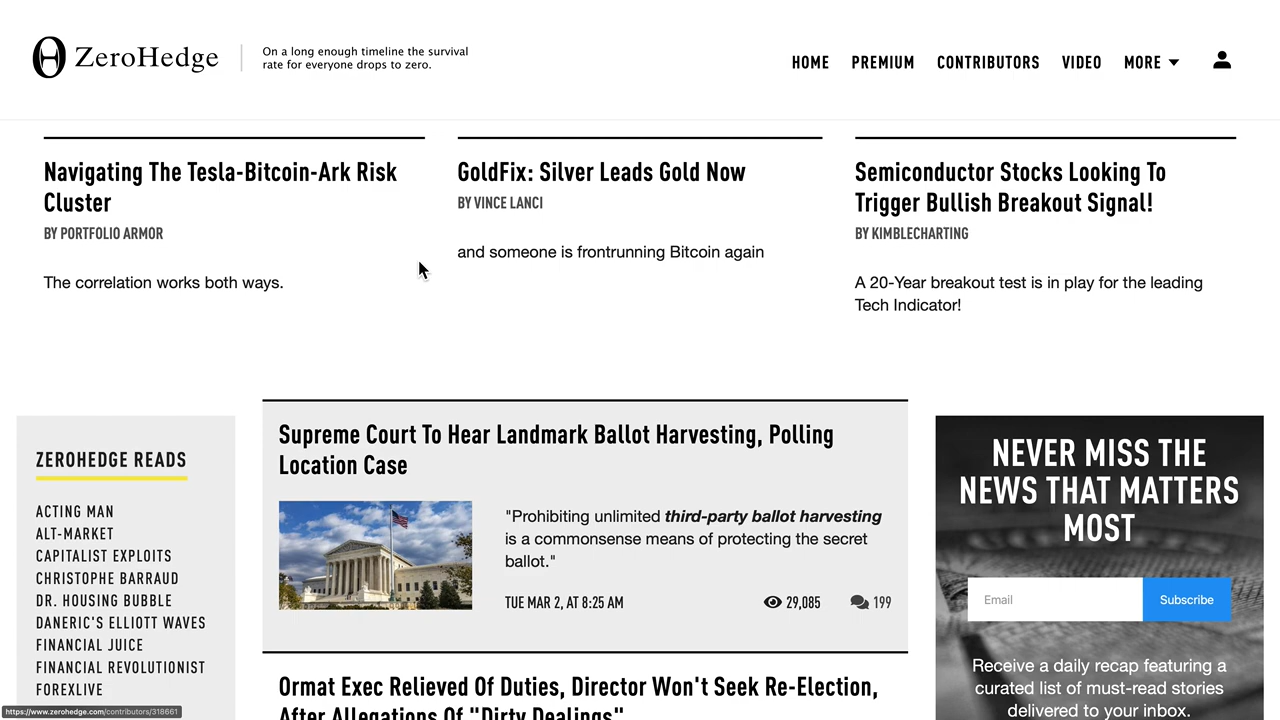 ZeroHedge
On a long enough timeline the survival
rate for everyone drops to zero.
HOME PREMIUM CONTRIBUTORS VIDEO MORE
Navigating The Tesla-Bitcoin-Ark Risk
Cluster
BY PORTFOLIO ARMOR
The correlation works both ways.
GoldFix: Silver Leads Gold Now
BY VINCE LANCI
and someone is frontrunning Bitcoin again
Semiconductor Stocks Looking To
Trigger Bullish Breakout Signal!
BY KIMBLECHARTING
A 20-Year breakout test is in play for the leading
Tech Indicator!
ZEROHEDGE READS
ACTING MAN
ALT-MARKET
CAPITALIST EXPLOITS
CHRISTOPHE BARRAUD
DR. HOUSING BUBBLE
DANERIC'S ELLIOTT WAVES
FINANCIAL JUICE
FINANCIAL REVOLUTIONIST
FOREXLIVE
Supreme Court To Hear Landmark Ballot Harvesting, Polling
Location Case
"Prohibiting unlimited third-party ballot harvesting
is a commonsense means of protecting the secret
ballot."
TUE MAR 2, AT 8:25 AM 29,085 199
Ormat Exec Relieved Of Duties, Director Won't Seek Re-Election,
After Allegations Of "Dirty Dealings"
NEVER MISS THE
NEWS THAT MATTERS
MOST
Email Subscribe
Receive a daily recap featuring a
curated list of must-read stories
delivered to your inbox.
https://www.zerohedge.com/contributors/318661